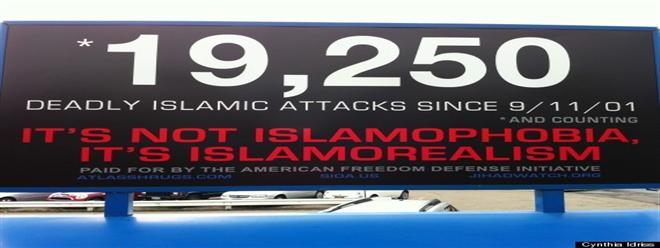 *19,250
DEADLY ISLAMIC ATTACKS SINCE 9/11/01
*AND COUNTING
IT'S NOT ISLAMOPHOBIA,
IT'S ISLAMOREALISM
PAID FOR BY THE AMERICAN FREEDOM DEFENSE INITIATIVE
ATLASSHRUGS.COM SIOA.US JIHADWATCH.ORG
Cynthia Idriss